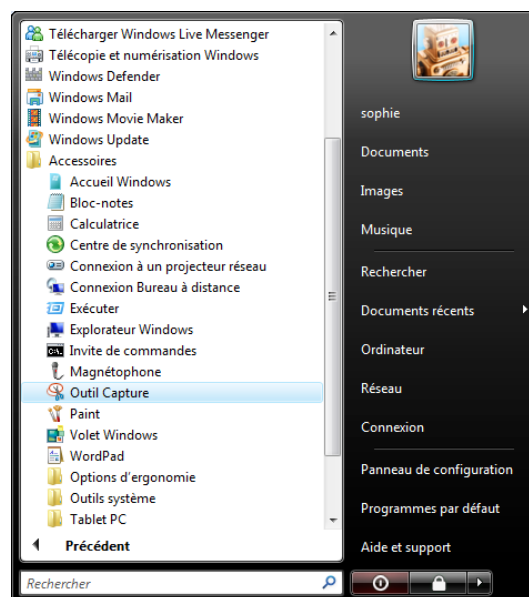 Télécharger Windows Live Messenger
Télécopie et numérisation Windows
Windows Defender
Windows Mail
Windows Movie Maker
Windows Update
Accessoires
Accueil Windows
Bloc-notes
Calculatrice
Centre de synchronisation
Connexion à un projecteur réseau
Connexion Bureau à distance
Exécuter
Explorateur Windows
Invite de commandes
Magnétophone
Outil Capture
Paint
Volet Windows
WordPad
Options d'ergonomie
Outils système
Tablet PC
Précédent
Rechercher
sophie
Documents
Images
Musique
Rechercher
Documents récents
Ordinateur
Réseau
Connexion
Panneau de configuration
Programmes par défaut
Aide et support